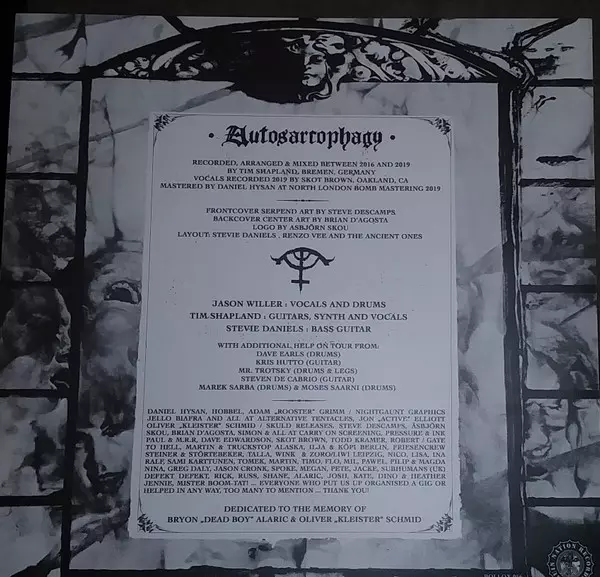 • Autosarcophagy •
RECORDED, ARRANGED & MIXED BETWEEN 2016 AND 2019
BY TIM SHAPLAND, BREMEN, GERMANY
VOCALS RECORDED 2019 BY SKOT BROWN, OAKLAND, CA
MASTERED BY DANIEL HYSAN AT NORTH LONDON BOMB MASTERING 2019
FRONTCOVER SERPEND ART BY STEVE DESCAMPS
BACKCOVER CENTER ART BY BRIAN D'AGOSTA
LOGO BY ASBJÖRN SKOU
LAYOUT: STEVIE DANIELS , RENZO VEE AND THE ANCIENT ONES
JASON WILLER : VOCALS AND DRUMS
TIM SHAPLAND : GUITARS, SYNTH AND VOCALS
STEVIE DANIELS : BASS GUITAR
WITH ADDITIONAL HELP ON TOUR FROM:
DAVE EARLS (DRUMS)
KRIS HUTTO (GUITAR)
MR. TROTSKY (DRUMS & LEGS)
STEVEN DE CABRIO (GUITAR)
MAREK SARBA (DRUMS) & MOSES SAARNI (DRUMS)
DANIEL HYSAN, HOBBEL, ADAM „ROOSTER" GRIMM / NIGHTGAUNT GRAPHICS
JELLO BIAFRA AND ALL AT ALTERNATIVE TENTACLES, JON „ACTIVE" ELLIOTT
OLIVER „KLEISTER" SCHMID / SKULD RELEASES, STEVE DESCAMPS, ÅSBJÖRN
SKOU, BRIAN D'AGOSTA, SIMON & ALL AT CARRY ON SCREENING, PRESSURE & INK
PAUL & M.R.R, DAVE EDWARDSON, SKOT BROWN, TODD KRAMER, ROBERT / GATE
TO HELL, MARTIN & TRUCKSTOP ALASKA, ILJA & KÖPI BERLIN, FRIESENCREW
STEINER & STÖRTEBEKER, TALLA, WINK & ZORO/LIWI LEIPZIG, NICO, LISA, INA
RALF, SAMI KARTTUNEN, TOMEK, MARTIN, TIMO, FLO, MIL, PAWEL, FILIP & MAGDA
NINA, GREG DALY, JASON CRONK, SPOKE, MEGAN, PETE, JACKE, SUBHUMANS (UK)
DEFEKT DEFEKT, RICK, RUSS, SHANE, ALARIC, JOSH, KATE, DINO & HEATHER
JENNIE, MISTER BOOM-TAT! ... EVERYONE WHO PUT US UP ORGANISED A GIG OR
HELPED IN ANY WAY, TOO MANY TO MENTION ... THANK YOU!
DEDICATED TO THE MEMORY OF
BRYON „DEAD BOY" ALARIC & OLIVER „KLEISTER" SCHMID